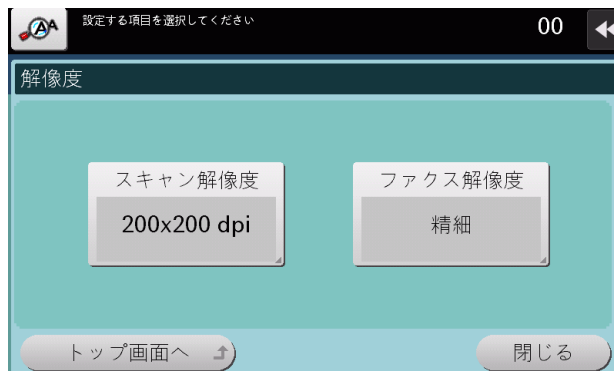 設定する項目を選択してください
00
解像度
スキャン解像度
200x200 dpi
ファクス解像度
精細
トップ画面へ
閉じる